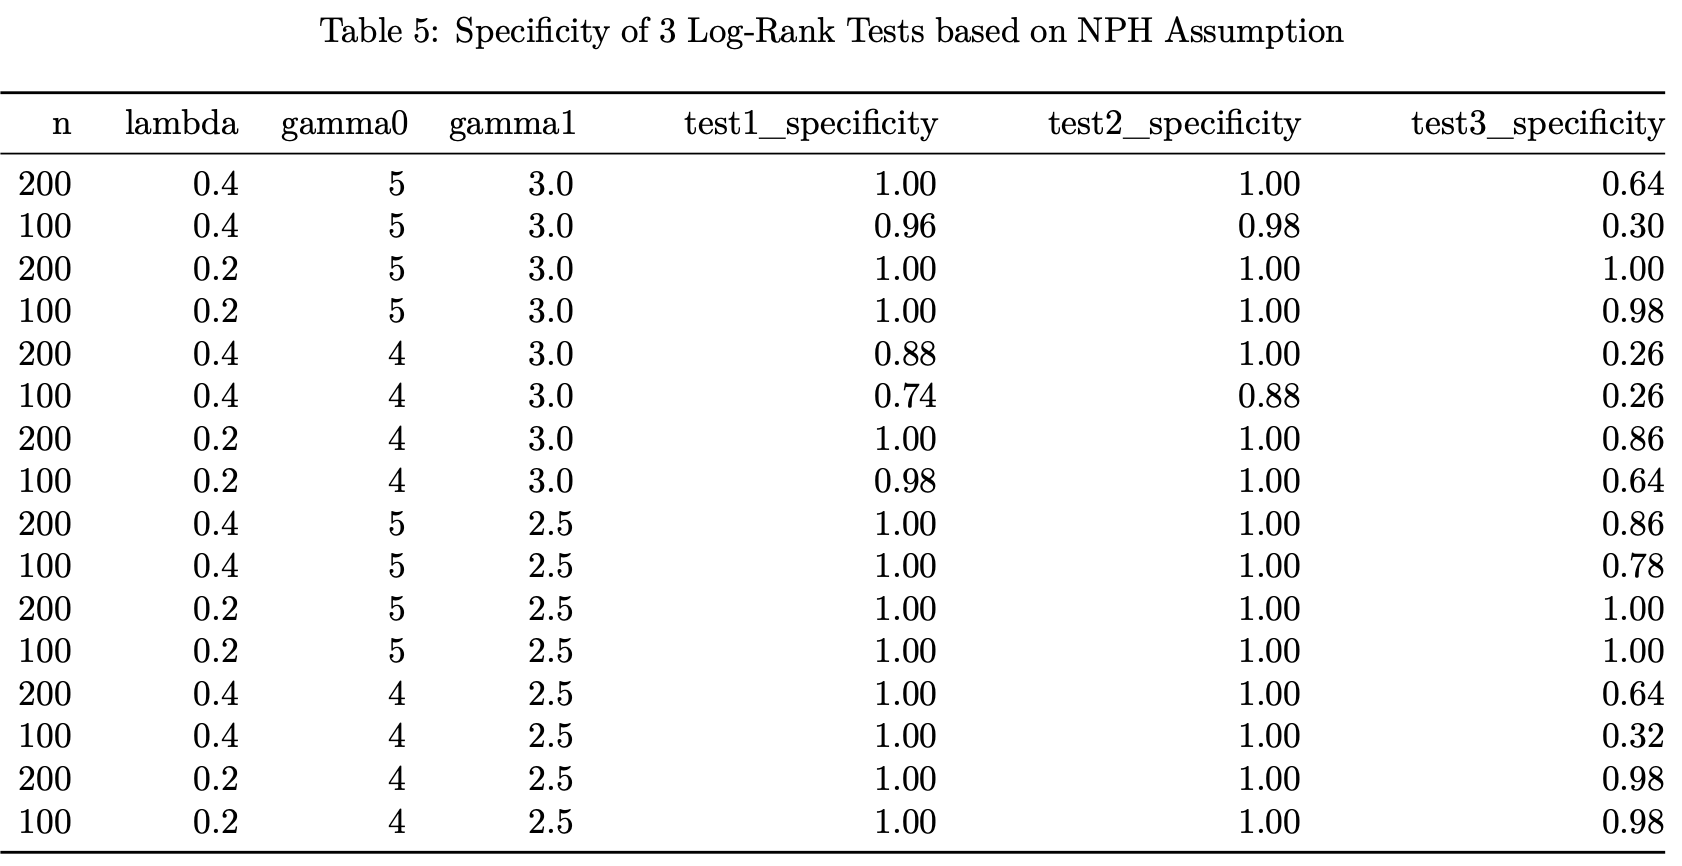 Table 5: Specificity of 3 Log-Rank Tests based on NPH Assumption
n lambda gamma0 gamma1 test1_specificity test2_specificity test3_specificity
200 0.4 5 3.0 1.00 1.00 0.64
100 0.4 5 3.0 0.96 0.98 0.30
200 0.2 5 3.0 1.00 1.00 1.00
100 0.2 5 3.0 1.00 1.00 0.98
200 0.4 4 3.0 0.88 1.00 0.26
100 0.4 4 3.0 0.74 0.88 0.26
200 0.2 4 3.0 1.00 1.00 0.86
100 0.2 4 3.0 0.98 1.00 0.64
200 0.4 5 2.5 1.00 1.00 0.86
100 0.4 5 2.5 1.00 1.00 0.78
200 0.2 5 2.5 1.00 1.00 1.00
100 0.2 5 2.5 1.00 1.00 1.00
200 0.4 4 2.5 1.00 1.00 0.64
100 0.4 4 2.5 1.00 1.00 0.32
200 0.2 4 2.5 1.00 1.00 0.98
100 0.2 4 2.5 1.00 1.00 0.98